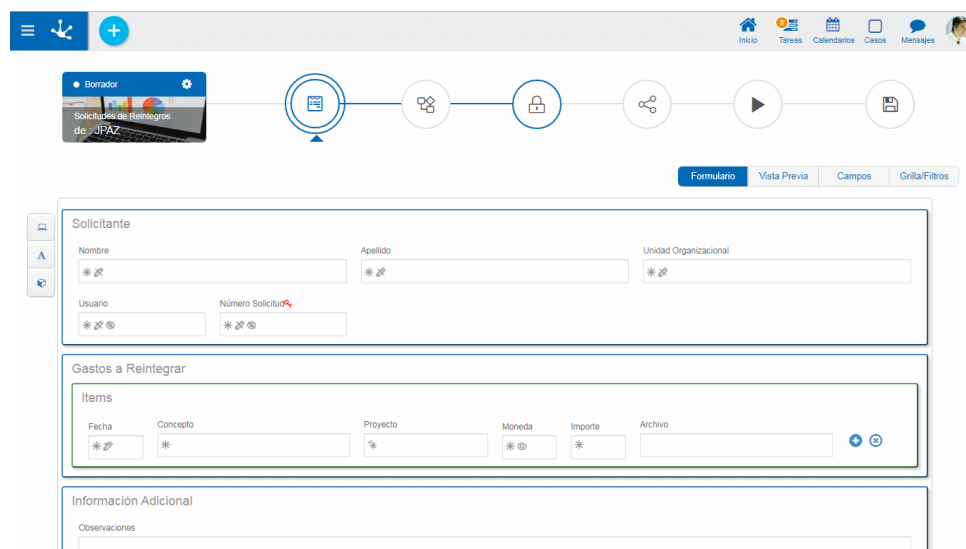 8
Inicio Tareas Calendarios Casos Mensajes
Borrador
Solicitudes de Reintegros
de : JPAZ
Formulario Vista Previa Campos Grilla/Filtros
A
Solicitante
Nombre Apellido Unidad Organizacional
Usuario Número Solicitud
Gastos a Reintegrar
Items
Fecha Concepto Proyecto Moneda Importe Archivo
Información Adicional
Observaciones